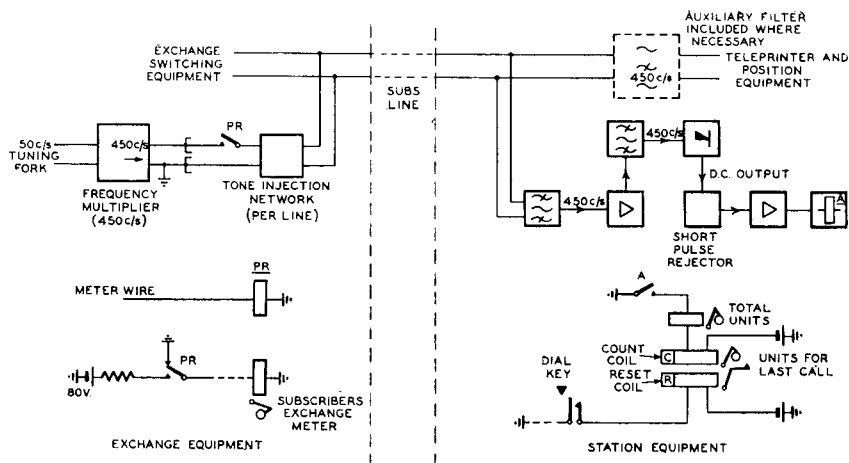 EXCHANGE
SWITCHING
EQUIPMENT
SUBS
LINE
AUXILIARY FILTER
INCLUDED WHERE
NECESSARY
450c/s
TELEPRINTER AND
POSITION
EQUIPMENT
50c/s
TUNING
FORK
450c/s
FREQUENCY
MULTIPLIER
(450c/s)
PR
TONE INJECTION
NETWORK
(PER LINE)
450c/s
450c/s
D.C. OUTPUT
SHORT
PULSE
REJECTOR
A
METER WIRE
PR
80V.
PR
SUBSCRIBERS
EXCHANGE
METER
EXCHANGE EQUIPMENT
A
TOTAL
UNITS
COUNT
COIL
C
RESET
COIL
R
UNITS FOR
LAST CALL
DIAL
KEY
STATION EQUIPMENT